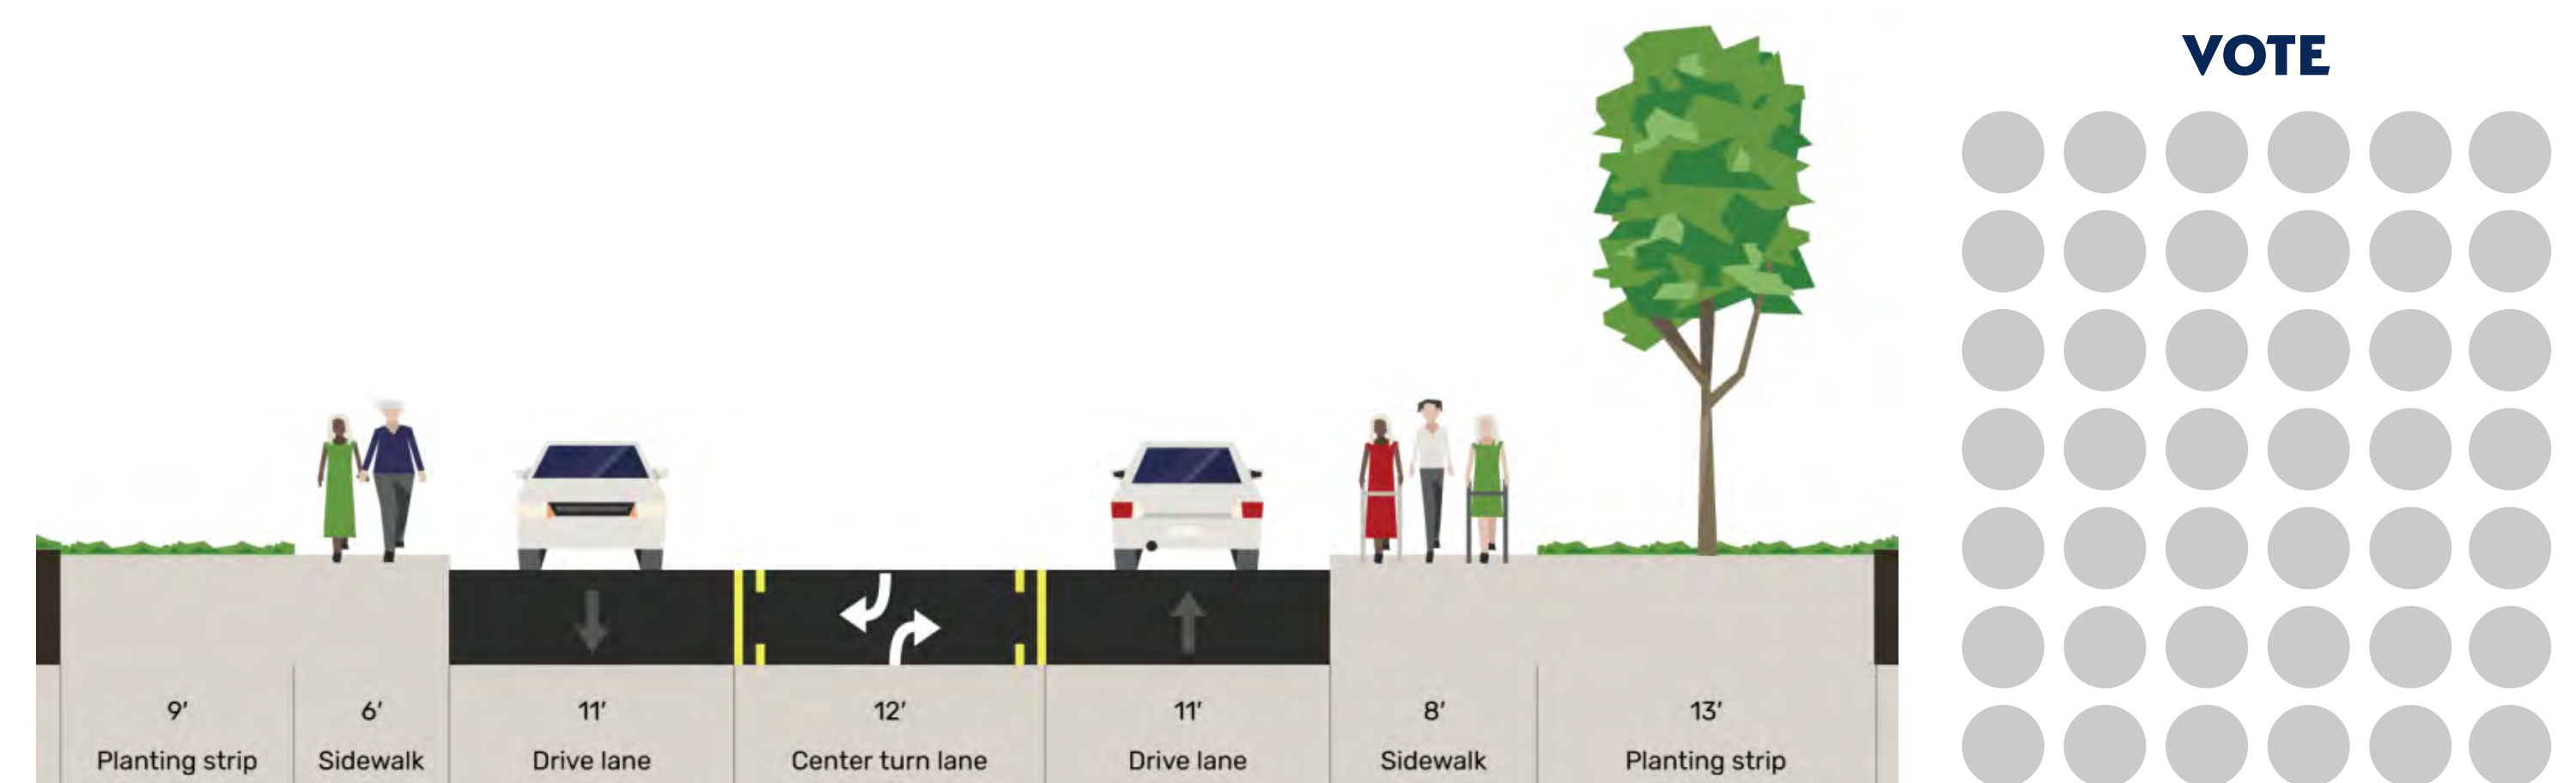 VOTE
9' 6' 11' 12' 11' 8' 13'
Planting strip Sidewalk Drive lane Center turn lane Drive lane Sidewalk Planting strip